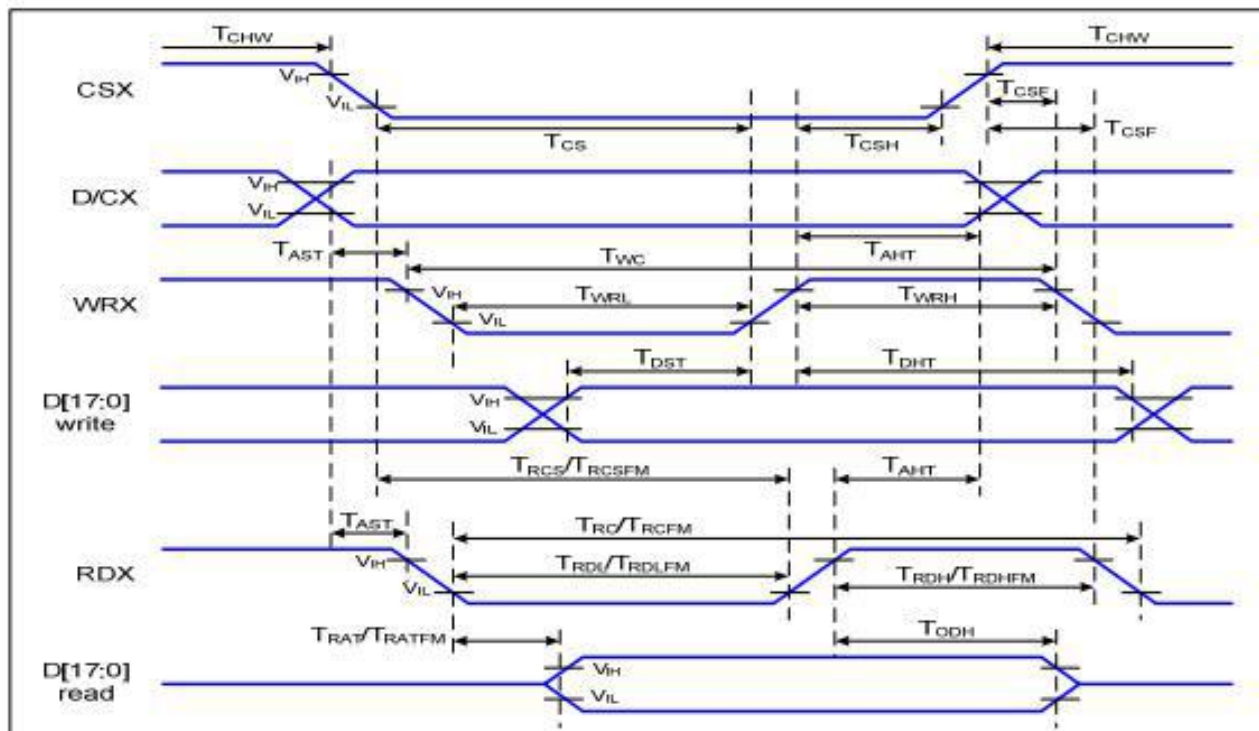 TCHW TCHW
CSX VIH VIL TCS TCSH TCSF
TCSF
D/CX VIH VIL
TAST TWC TAHT
WRX VIH VIL TWRL TWRH
D[17:0] write VIH VIL TDST TDHT
TRCS/TRCSFM TAHT
TAST TRC/TRCFM
RDX VIH VIL TRDL/TRDLFM TRDH/TRDHFM
TRAT/TRATFM TODH
D[17:0] read VIH VIL